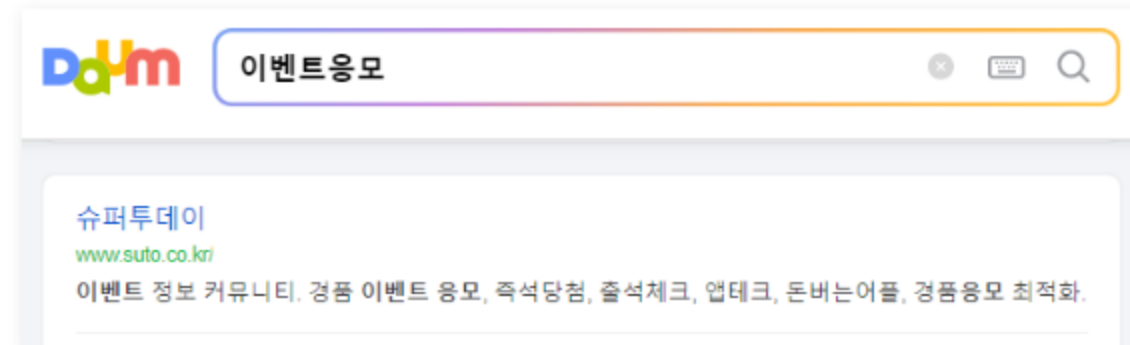 Daum
이벤트응모
슈퍼투데이
www.suto.co.kr/
이벤트 정보 커뮤니티. 경품 이벤트 응모, 즉석당첨, 출석체크, 앱테크, 돈버는어플, 경품응모 최적화.